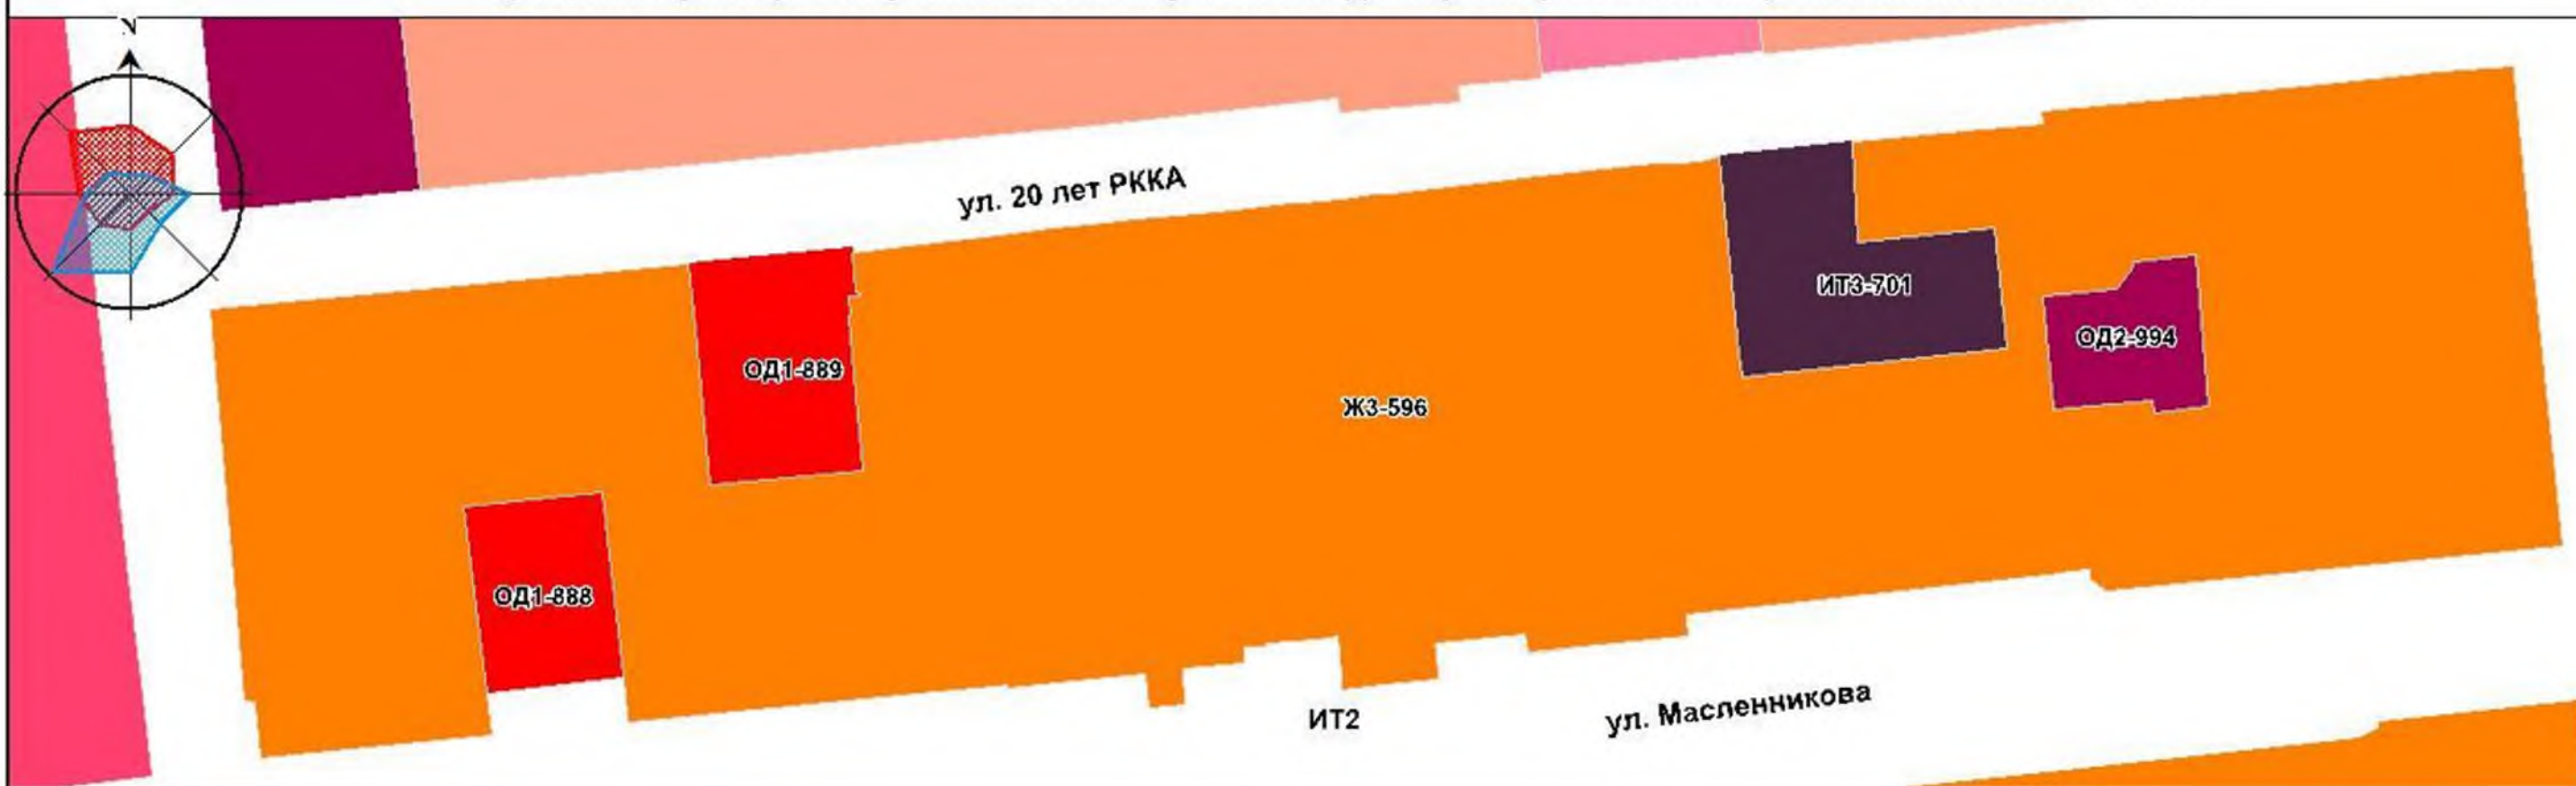 ул. 20 лет РККА
ИТ3-701
ОД2-994
ОД1-889
Ж3-596
ОД1-888
ул. Масленникова
ИТ2